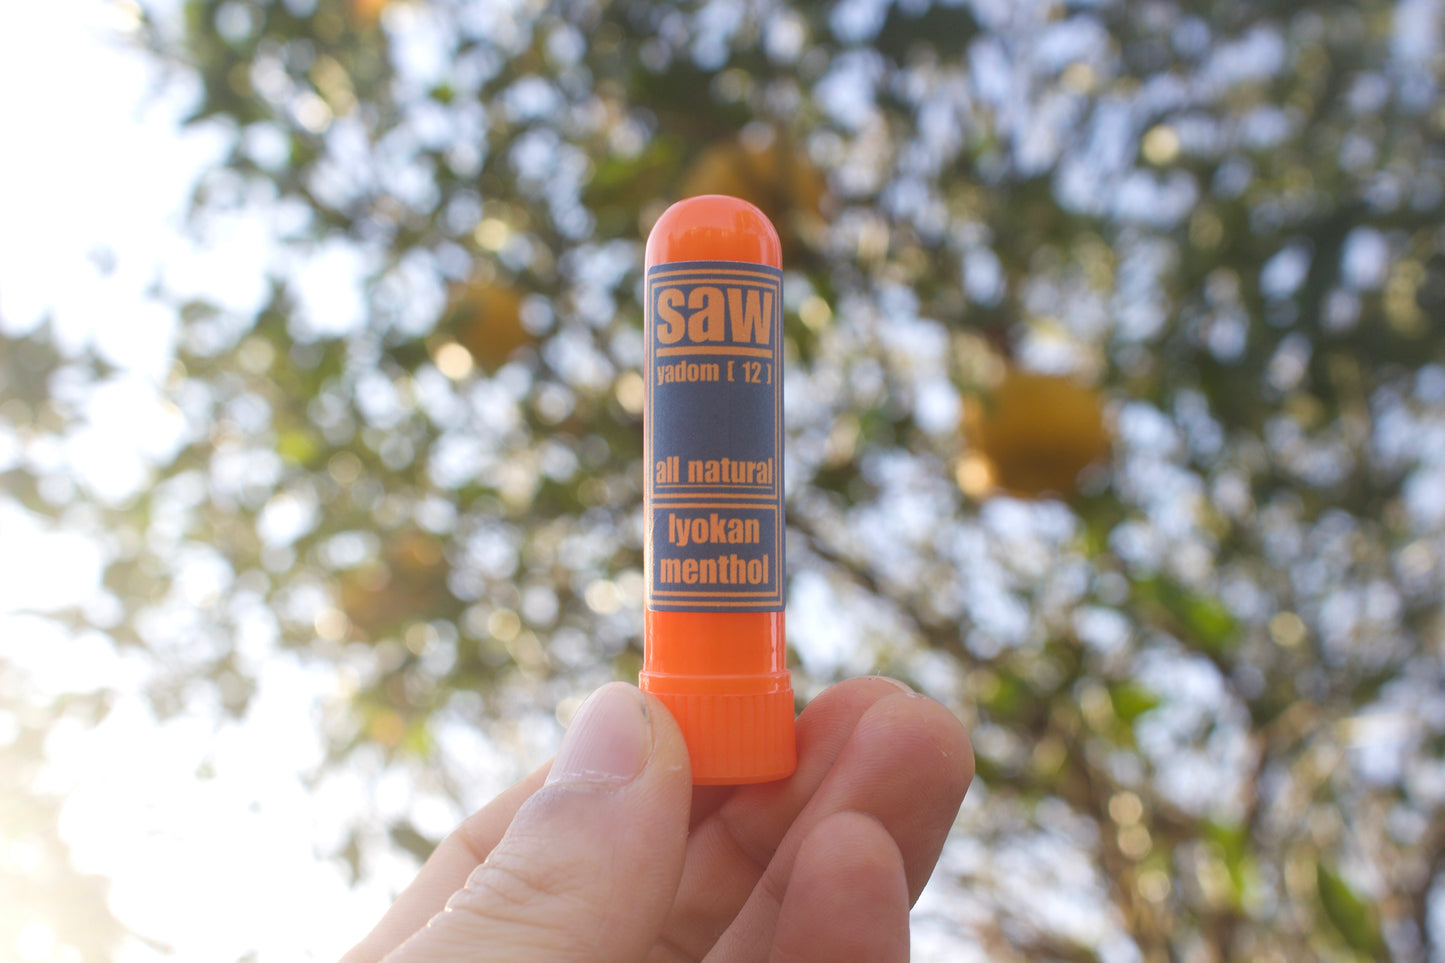 saw
yadom [ 12 ]
all natural
Iyokan
menthol